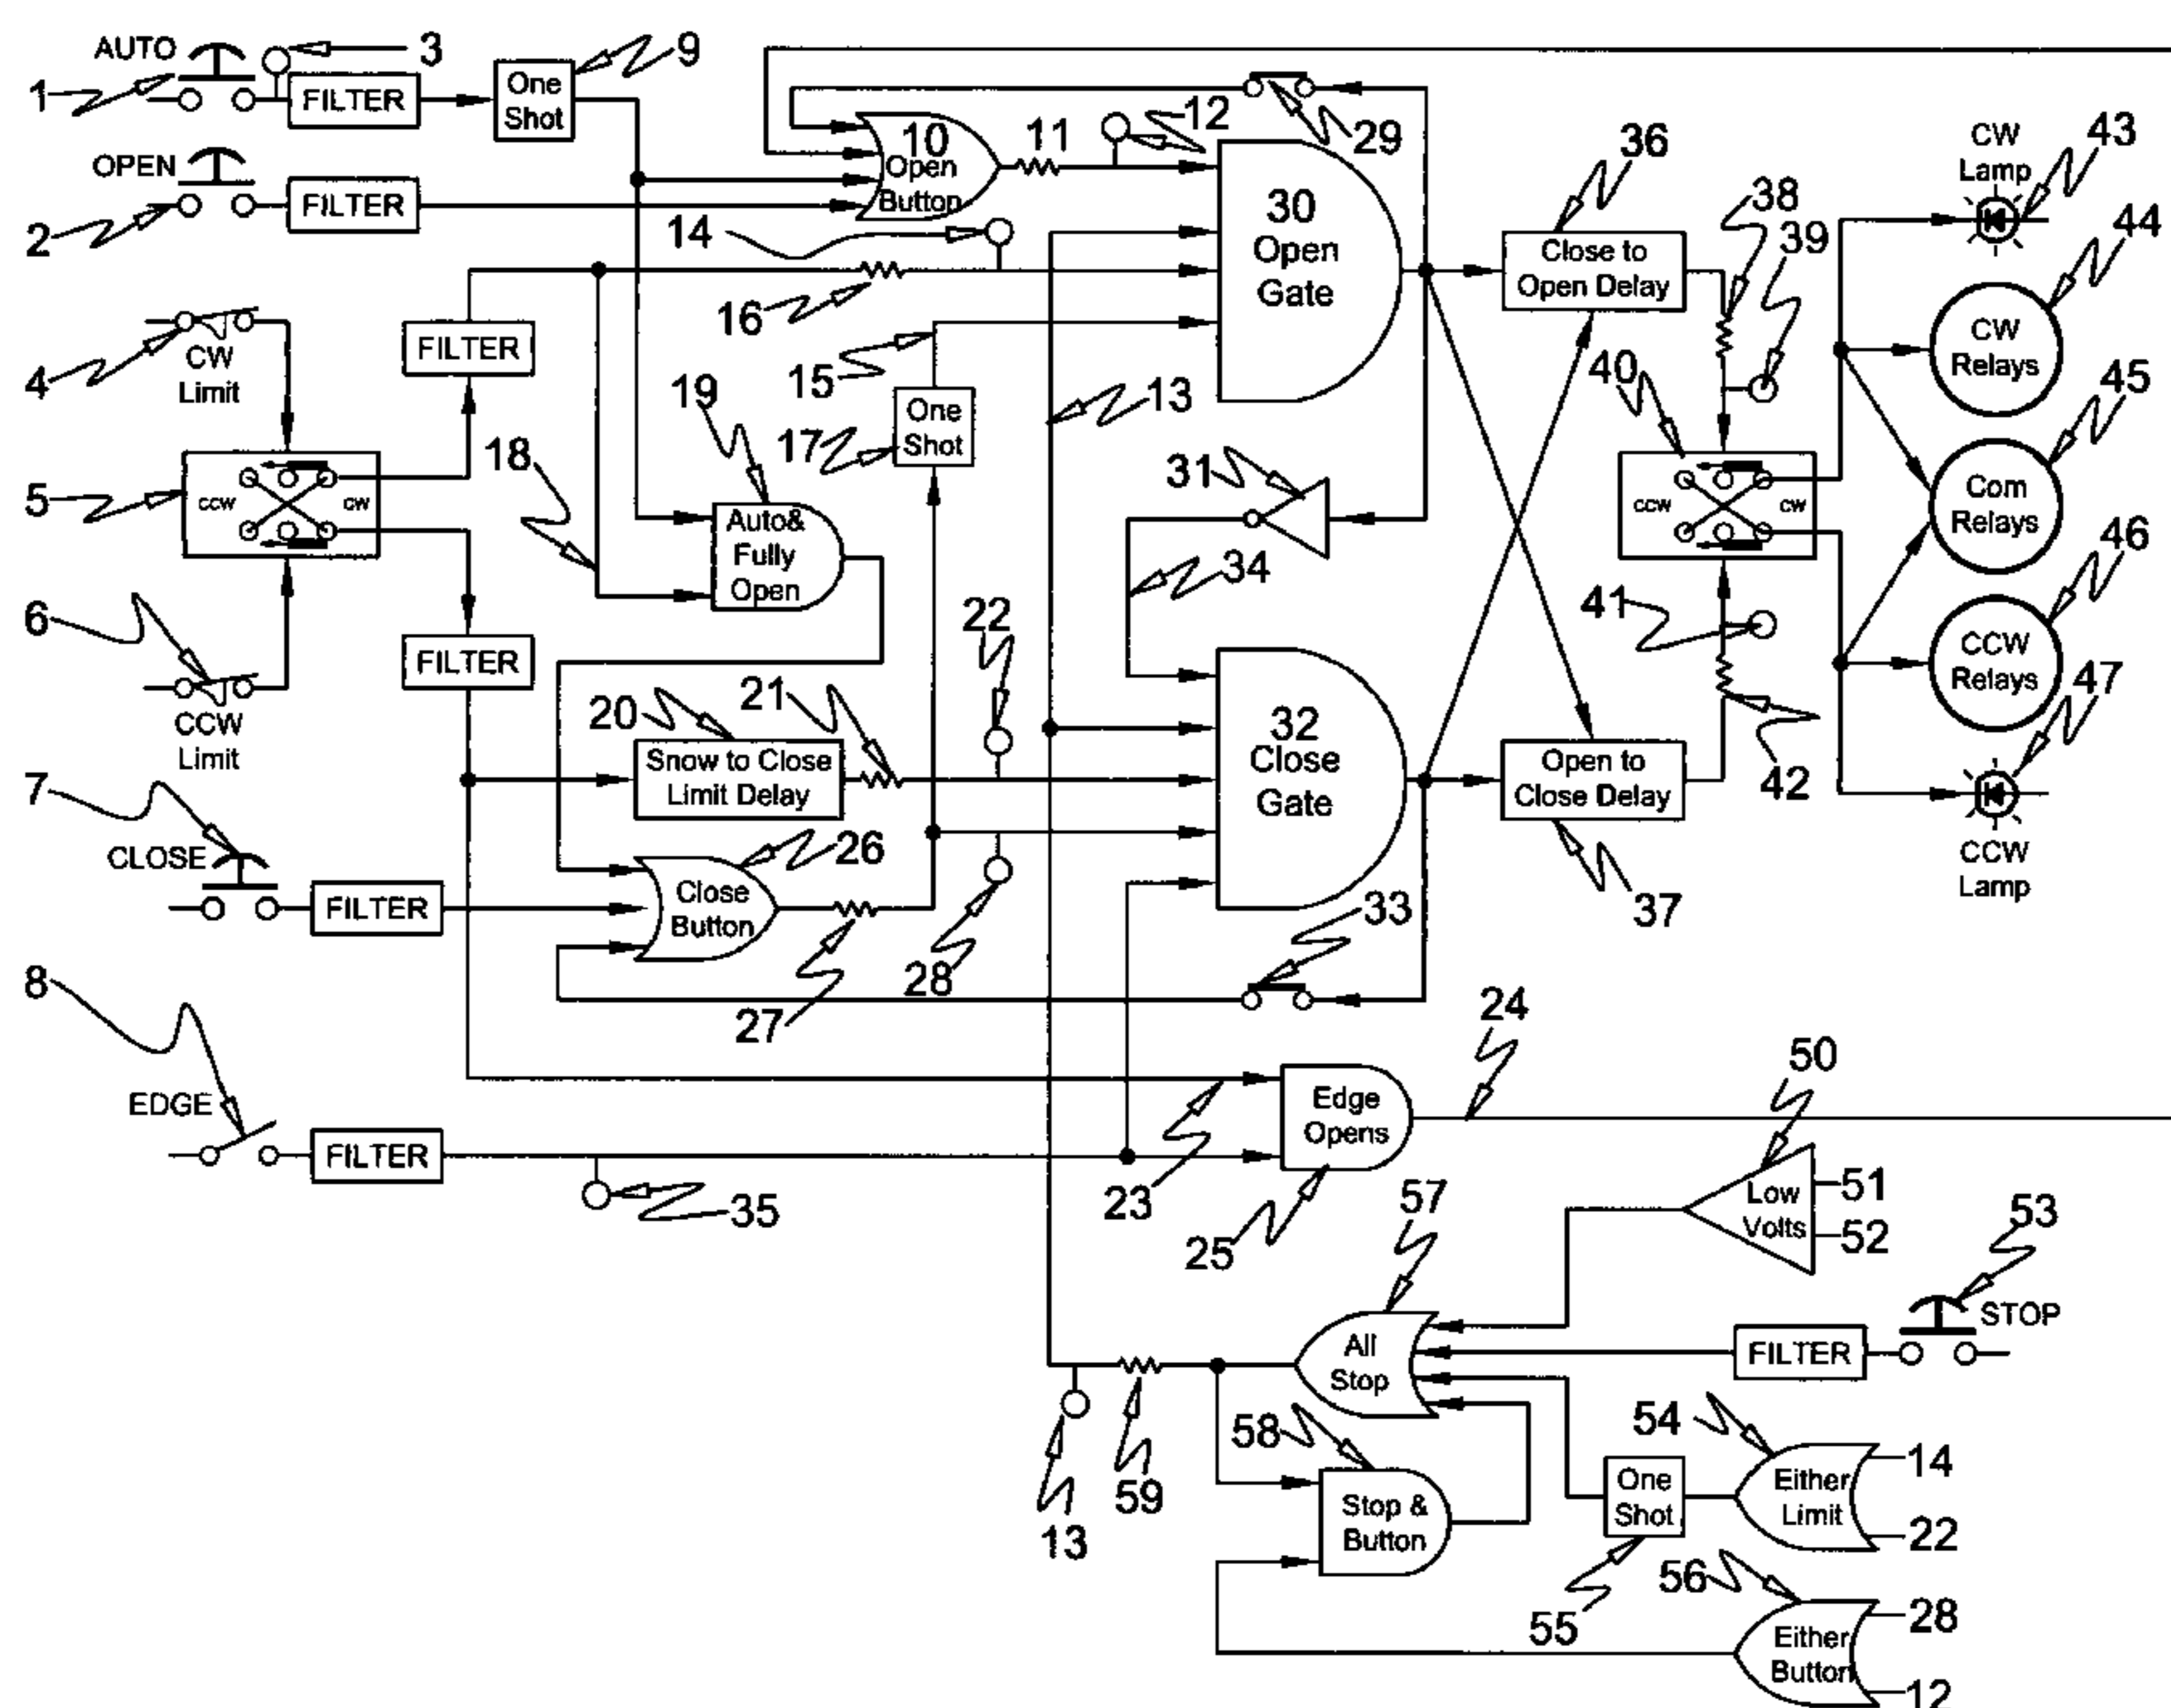 AUTO
3
9
1
FILTER
One
Shot
OPEN
2
FILTER
10
Open
Button
11
12
29
14
16
30
Open
Gate
36
Close to
Open Delay
38
39
CW
Lamp
43
44
CW
Relays
45
Com
Relays
46
CCW
Relays
47
CCW
Lamp
4
CW
Limit
FILTER
15
13
19
17
One
Shot
18
5
CCW
CW
Auto&
Fully
Open
31
34
40
CCW
CW
41
42
6
CCW
Limit
FILTER
22
20
21
Snow to Close
Limit Delay
32
Close
Gate
Open to
Close Delay
37
7
CLOSE
FILTER
26
Close
Button
27
28
33
8
EDGE
FILTER
35
23
25
Edge
Opens
24
50
Low
Volts
51
52
53
STOP
FILTER
57
All
Stop
58
59
13
Stop &
Button
54
Either
Limit
14
22
One
Shot
55
56
Either
Button
28
12